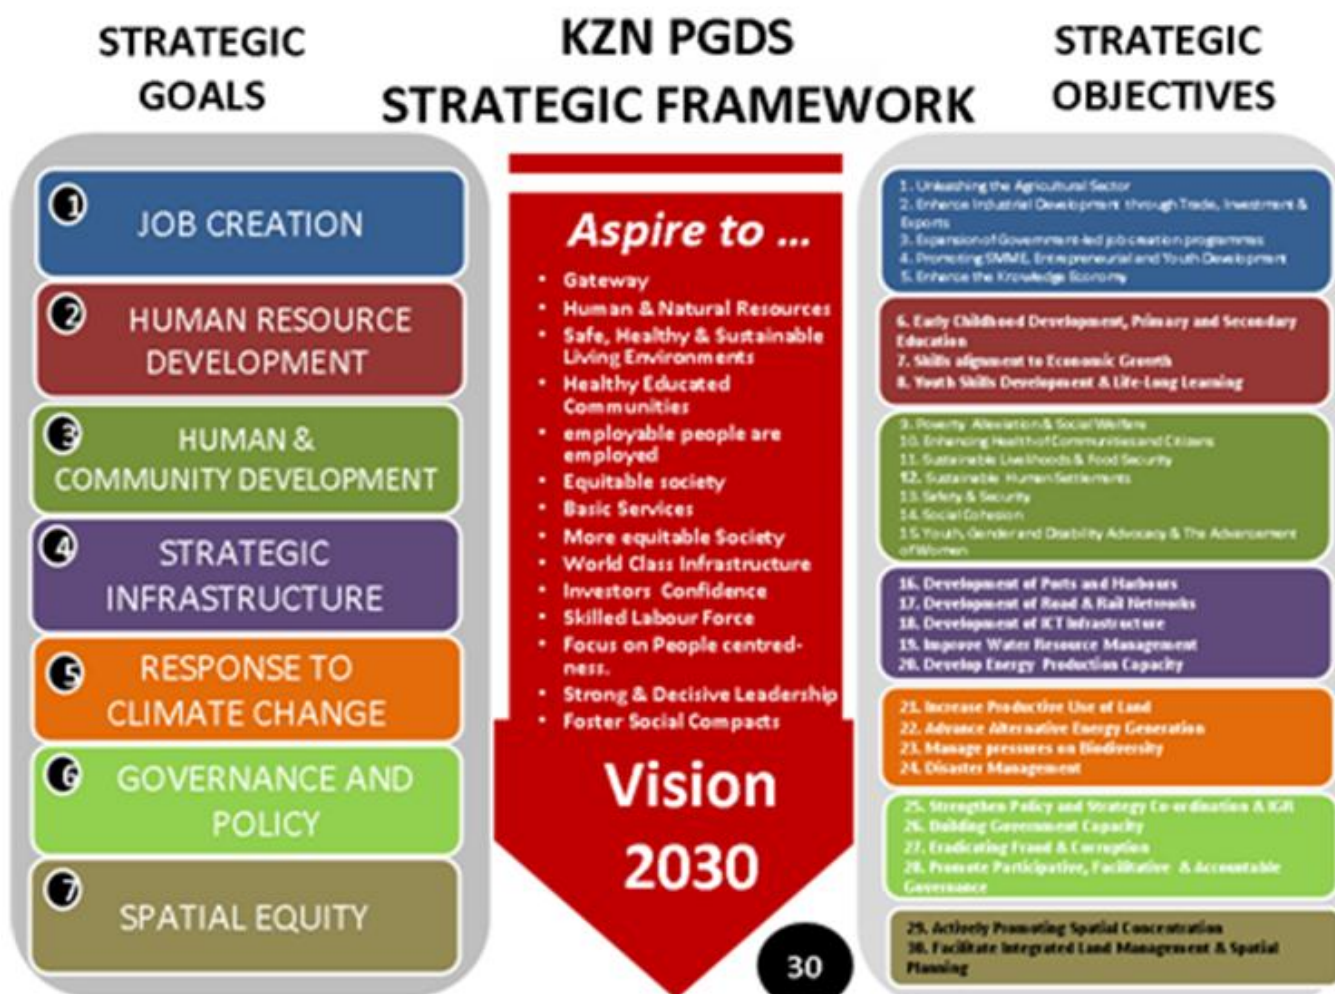 STRATEGIC
GOALS
KZN PGDS
STRATEGIC FRAMEWORK
STRATEGIC
OBJECTIVES
1
JOB CREATION
2
HUMAN RESOURCE
DEVELOPMENT
3
HUMAN &
COMMUNITY DEVELOPMENT
4
STRATEGIC
INFRASTRUCTURE
5
RESPONSE TO
CLIMATE CHANGE
6
GOVERNANCE AND
POLICY
7
SPATIAL EQUITY
Aspire to ...
• Gateway
• Human & Natural Resources
• Safe, Healthy & Sustainable
Living Environments
• Healthy Educated
Communities
• employable people are
employed
• Equitable society
• Basic Services
• More equitable Society
• World Class Infrastructure
• Investors Confidence
• Skilled Labour Force
• Focus on People centred-
ness.
• Strong & Decisive Leadership
• Foster Social Compacts
Vision
2030
30
1. Unleashing the Agricultural Sector
2. Enhance Industrial Development through Trade, Investment &
Exports
3. Expansion of Government-led job creation programmes
4. Promoting SMME, Entrepreneurial and Youth Development
5. Enhance the Knowledge Economy
6. Early Childhood Development, Primary and Secondary
Education
7. Skills alignment to Economic Growth
8. Youth Skills Development & Life-Long Learning
9. Poverty Alleviation & Social Welfare
10. Enhancing Health of Communities and Citizens
11. Sustainable Livelihoods & Food Security
12. Sustainable Human Settlements
13. Safety & Security
14. Social Cohesion
15. Youth, Gender and Disability Advocacy & The Advancement
of Women
16. Development of Ports and Harbours
17. Development of Road & Rail Networks
18. Development of ICT Infrastructure
19. Improve Water Resource Management
20. Develop Energy Production Capacity
21. Increase Productive Use of Land
22. Advance Alternative Energy Generation
23. Manage pressures on Biodiversity
24. Disaster Management
25. Strengthen Policy and Strategy Co-ordination & IGR
26. Building Government Capacity
27. Eradicating Fraud & Corruption
28. Promote Participative, Facilitative & Accountable
Governance
29. Actively Promoting Spatial Concentration
30. Facilitate Integrated Land Management & Spatial
Planning